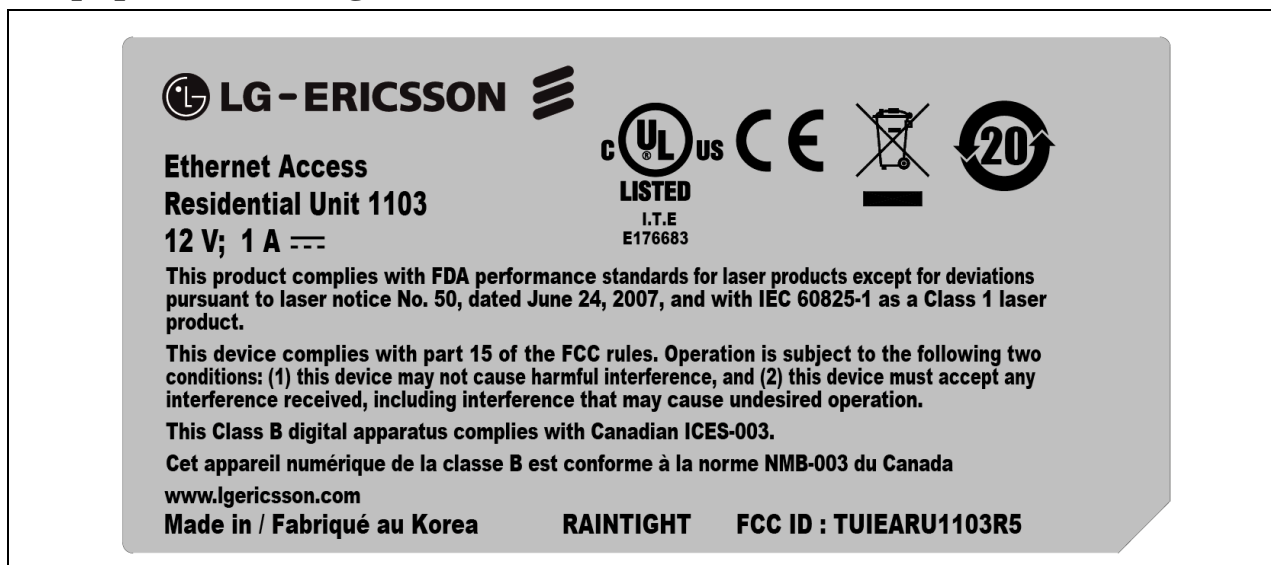 LG-ERICSSON
C UL ® US
LISTED
I.T.E
E176683
CE
20
Ethernet Access
Residential Unit 1103
12 V; 1 A
This product complies with FDA performance standards for laser products except for deviations
pursuant to laser notice No. 50, dated June 24, 2007, and with IEC 60825-1 as a Class 1 laser
product.
This device complies with part 15 of the FCC rules. Operation is subject to the following two
conditions: (1) this device may not cause harmful interference, and (2) this device must accept any
interference received, including interference that may cause undesired operation.
This Class B digital apparatus complies with Canadian ICES-003.
Cet appareil numérique de la classe B est conforme à la norme NMB-003 du Canada
www.lgericsson.com
Made in / Fabriqué au Korea RAINTIGHT FCC ID : TUIEARU1103R5